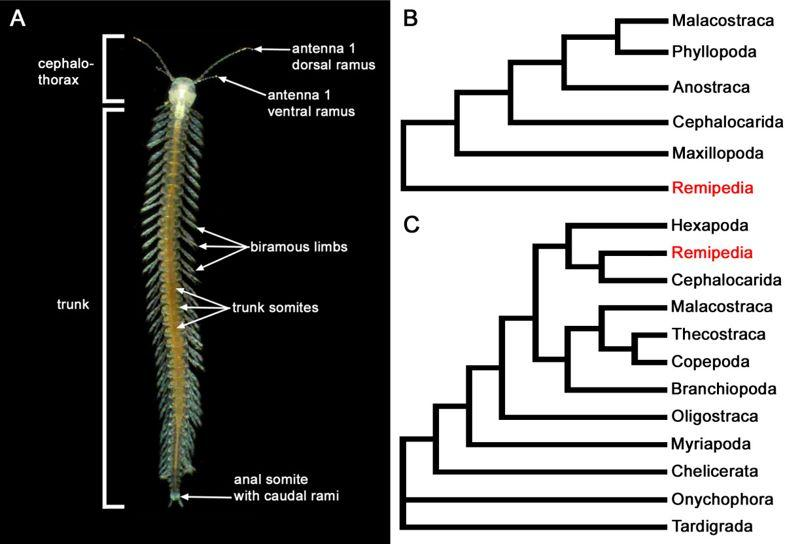 A
cephalo-
thorax
antenna 1
dorsal ramus
antenna 1
ventral ramus
biramous limbs
trunk
trunk somites
anal somite
with caudal rami
B
Malacostraca
Phyllopoda
Anostraca
Cephalocarida
Maxillopoda
Remipedia
C
Hexapoda
Remipedia
Cephalocarida
Malacostraca
Thecostraca
Copepoda
Branchiopoda
Oligostraca
Myriapoda
Chelicerata
Onychophora
Tardigrada